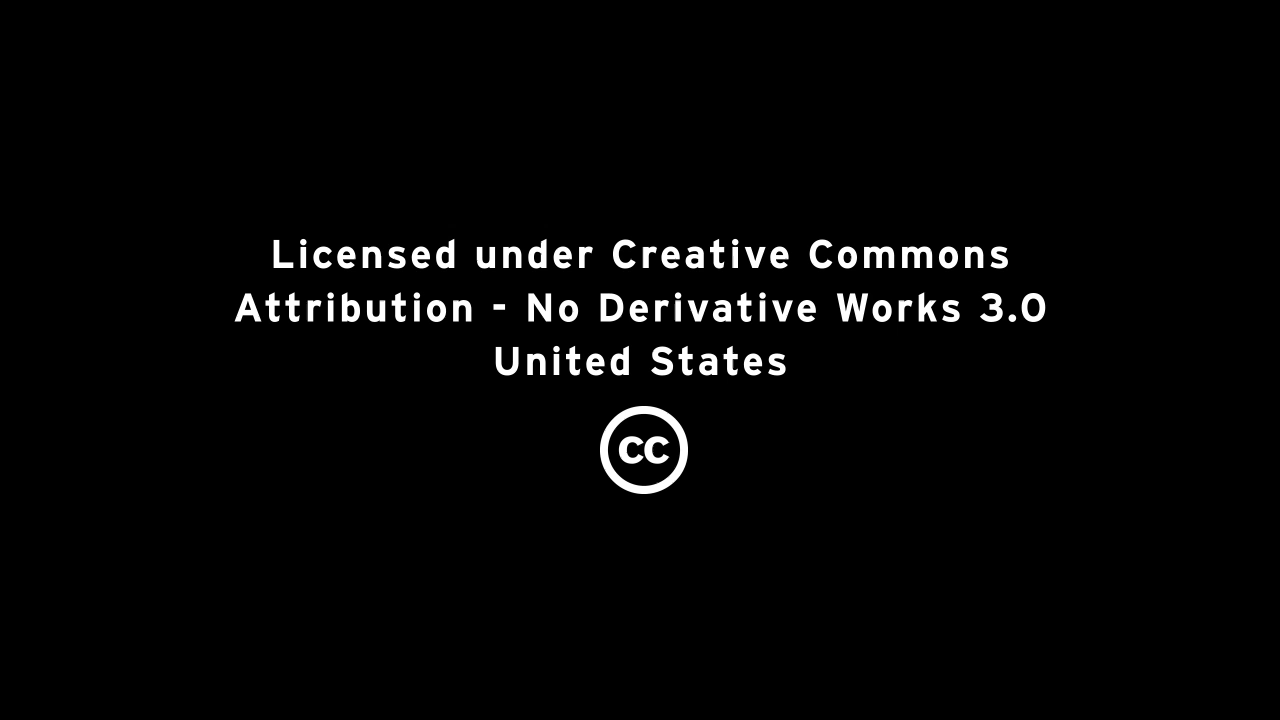 Licensed under Creative Commons
Attribution - No Derivative Works 3.0
United States
cc